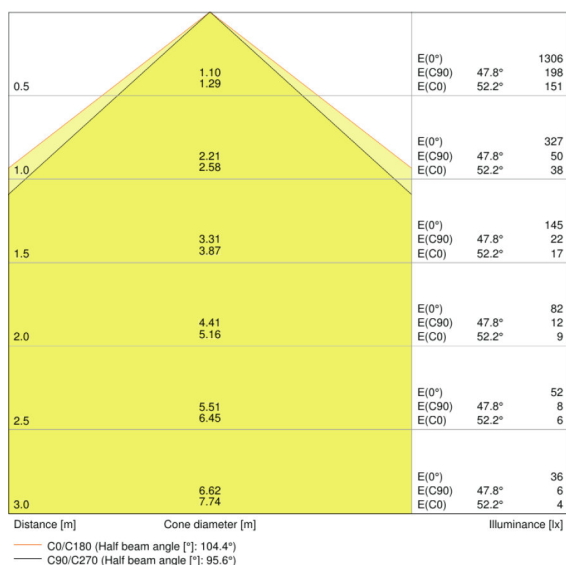 E(0°) 1306
1.10 E(C90) 47.8° 198
0.5 1.29 E(C0) 52.2° 151
E(0°) 327
2.21 E(C90) 47.8° 50
1.0 2.58 E(C0) 52.2° 38
E(0°) 145
3.31 E(C90) 47.8° 22
1.5 3.87 E(C0) 52.2° 17
E(0°) 82
4.41 E(C90) 47.8° 12
2.0 5.16 E(C0) 52.2° 9
E(0°) 52
5.51 E(C90) 47.8° 8
2.5 6.45 E(C0) 52.2° 6
E(0°) 36
6.62 E(C90) 47.8° 6
3.0 7.74 E(C0) 52.2° 4
Distance [m] Cone diameter [m] Illuminance [lx]
C0/C180 (Half beam angle [°]: 104.4°)
C90/C270 (Half beam angle [°]: 95.6°)